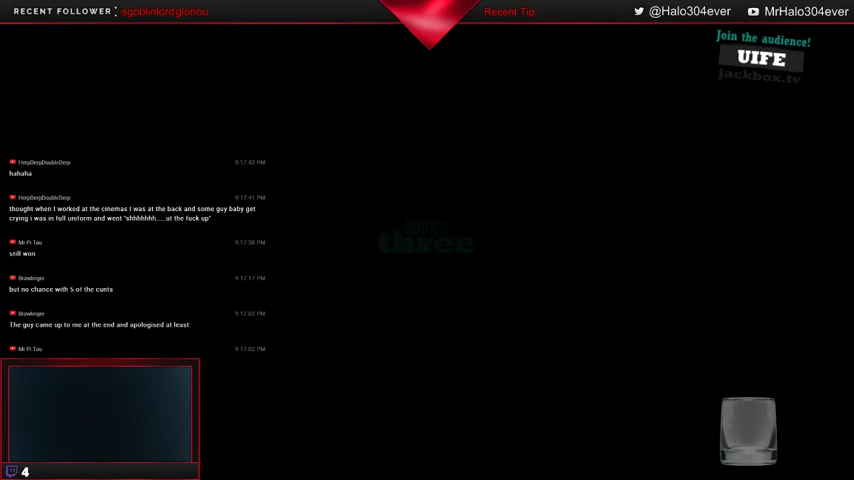 RECENT FOLLOWER : sgoblinlordgloriou
Recent Tip:
@Halo304ever
MrHalo304ever
Join the audience!
UIFE
jackbox.tv
HerpDerpDoubleDerp 9:17:43 PM
hahaha
HerpDerpDoubleDerp 9:17:41 PM
thought when I worked at the cinemas I was at the back and some guy baby get
crying i was in full uniform and went "shhhhhhh.....ut the fuck up"
Mr Pi Tau 9:17:38 PM
still won
Brawlinger 9:17:17 PM
but no chance with 5 of the cunts
Brawlinger 9:17:03 PM
The guy came up to me at the end and apologised at least
Mr Pi Tau 9:17:02 PM
three
4